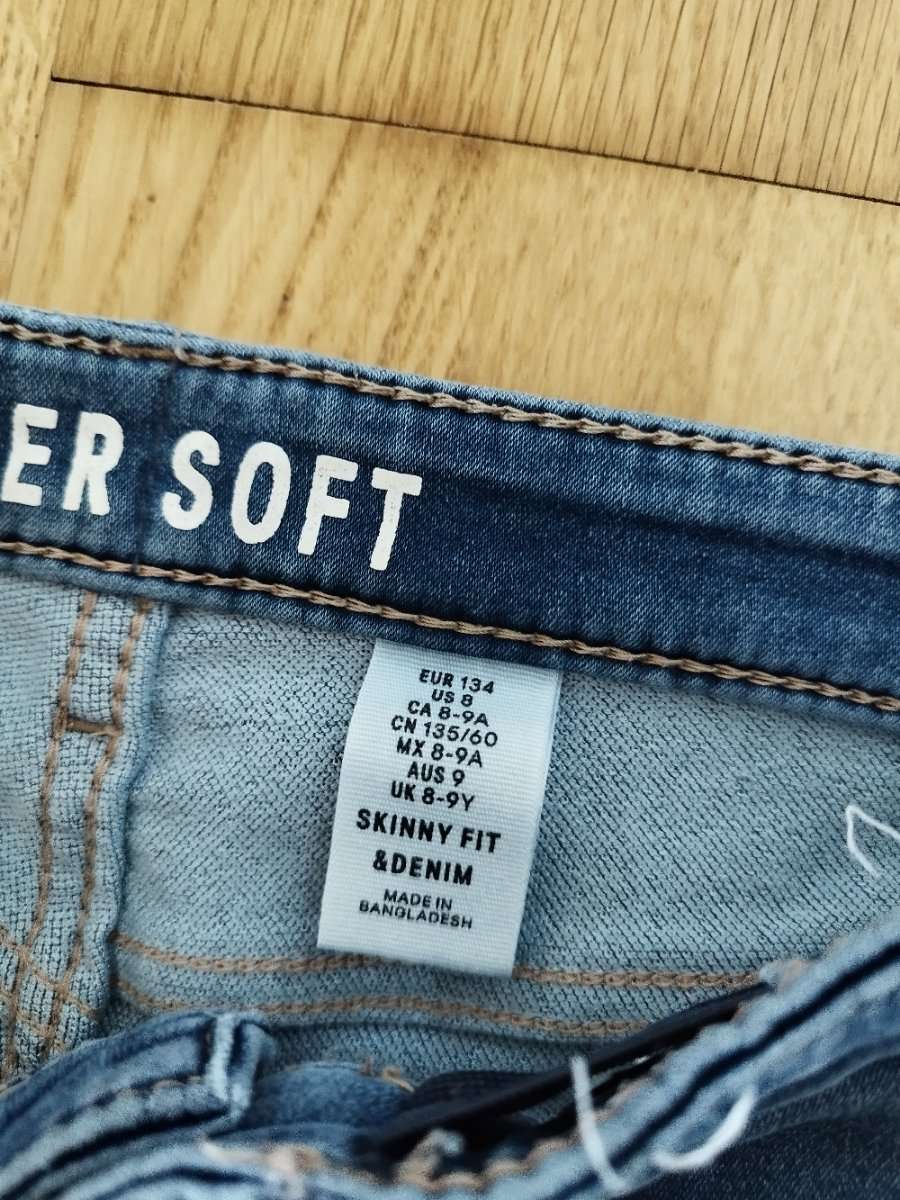 ER SOFT
EUR 134
US 8
CA 8-9A
CN 135/60
MX 8-9A
AUS 9
UK 8-9Y
SKINNY FIT
&DENIM
MADE IN
BANGLADESH